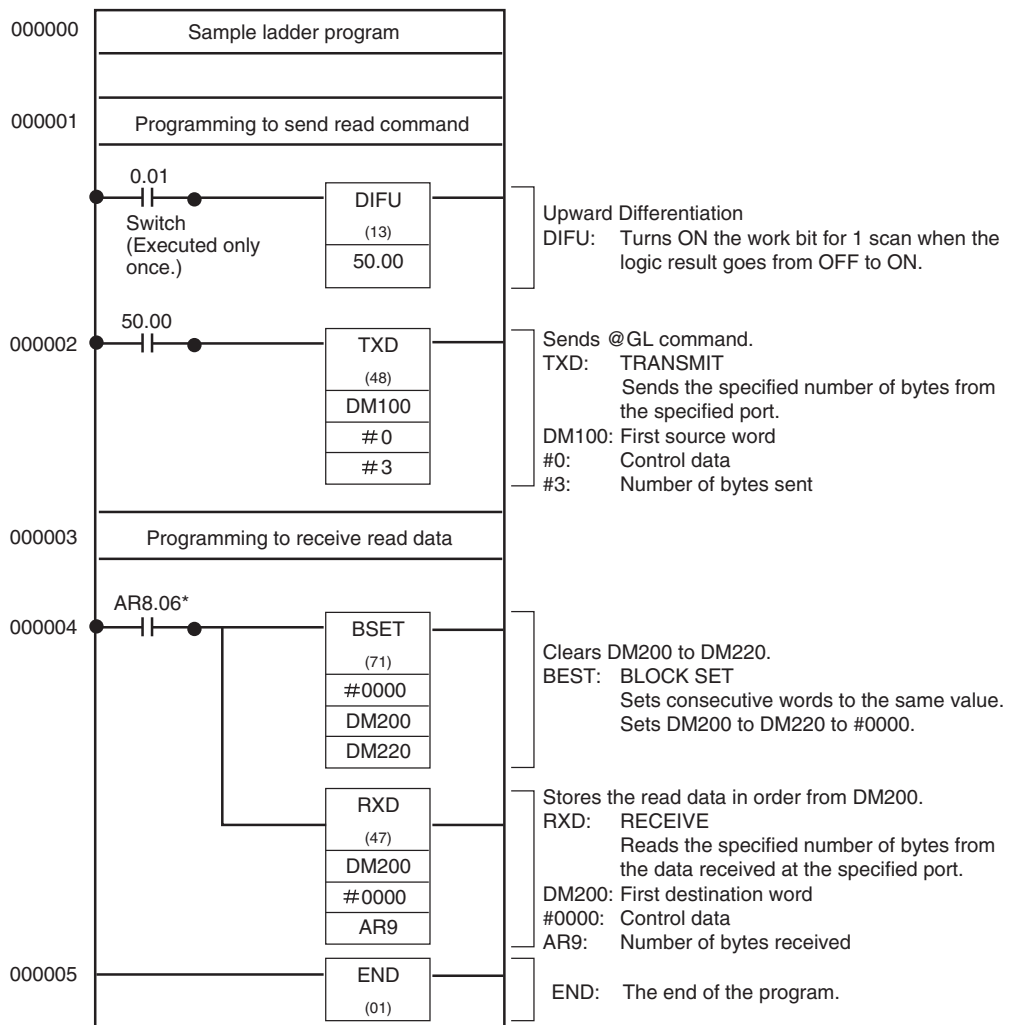 000000 Sample ladder program
000001 Programming to send read command
0.01
Switch
(Executed only
once.)
DIFU
(13)
50.00
Upward Differentiation
DIFU: Turns ON the work bit for 1 scan when the
logic result goes from OFF to ON.
000002
50.00
TXD
(48)
DM100
#0
#3
Sends @GL command.
TXD: TRANSMIT
Sends the specified number of bytes from
the specified port.
DM100: First source word
#0: Control data
#3: Number of bytes sent
000003 Programming to receive read data
000004
AR8.06*
BSET
(71)
#0000
DM200
DM220
Clears DM200 to DM220.
BEST: BLOCK SET
Sets consecutive words to the same value.
Sets DM200 to DM220 to #0000.
RXD
(47)
DM200
#0000
AR9
Stores the read data in order from DM200.
RXD: RECEIVE
Reads the specified number of bytes from
the data received at the specified port.
DM200: First destination word
#0000: Control data
AR9: Number of bytes received
000005
END
(01)
END: The end of the program.